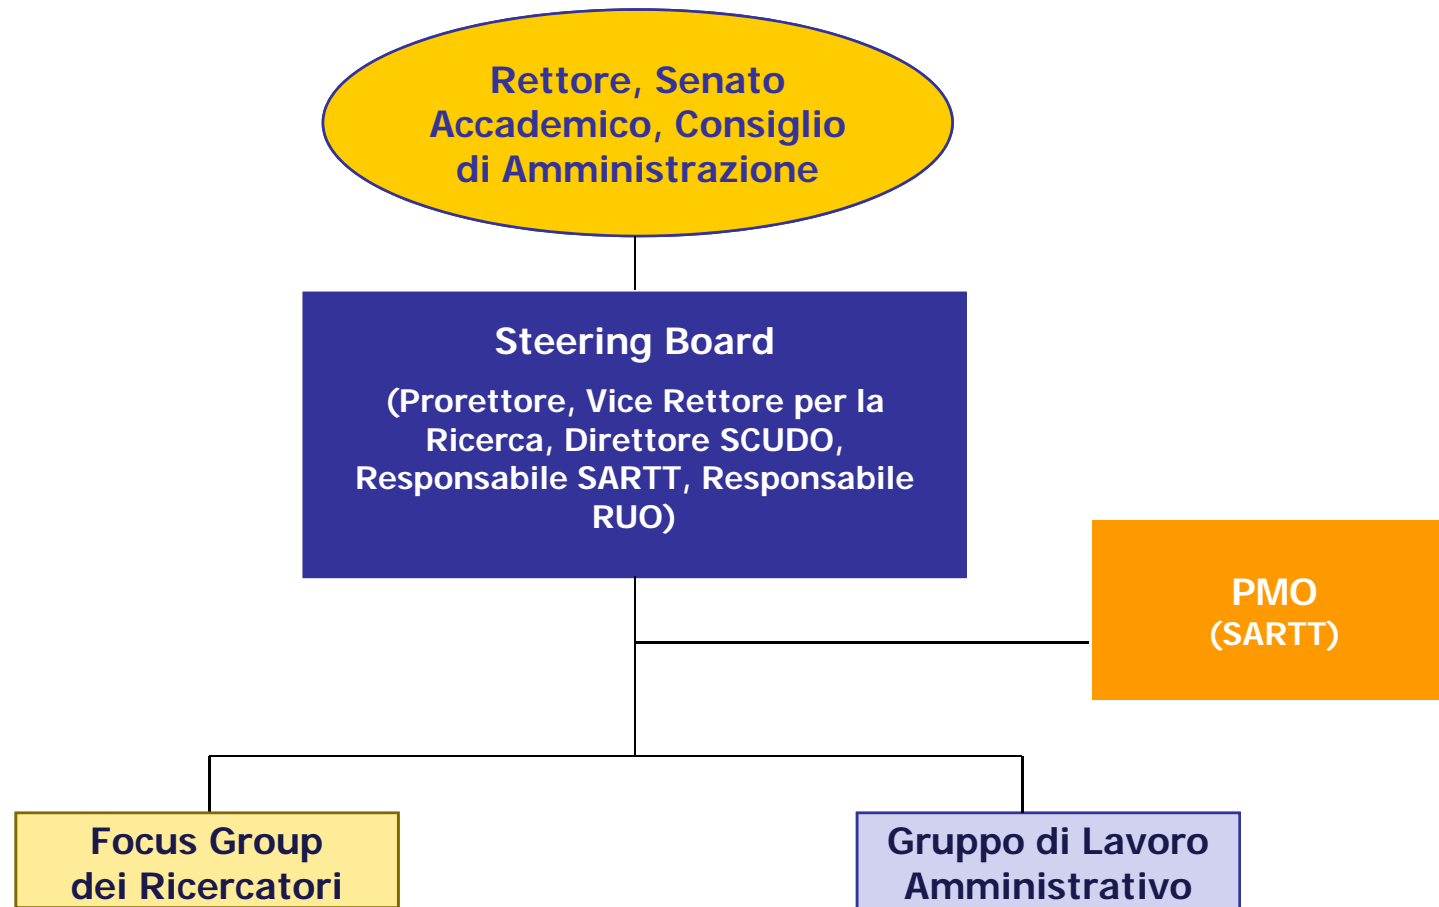 Rettore, Senato
Accademico, Consiglio
di Amministrazione
Steering Board
(Prorettore, Vice Rettore per la
Ricerca, Direttore SCUDO,
Responsabile SARTT, Responsabile
RUO)
PMO
(SARTT)
Focus Group
dei Ricercatori
Gruppo di Lavoro
Amministrativo